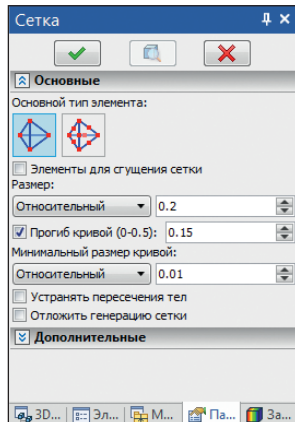 Сетка
Основные
Основной тип элемента:
Элементы для сгущения сетки
Размер:
Относительный 0.2
Прогиб кривой (0-0.5): 0.15
Минимальный размер кривой:
Относительный 0.01
Устранять пересечения тел
Отложить генерацию сетки
Дополнительные
3D... Эл... М... Па... За...